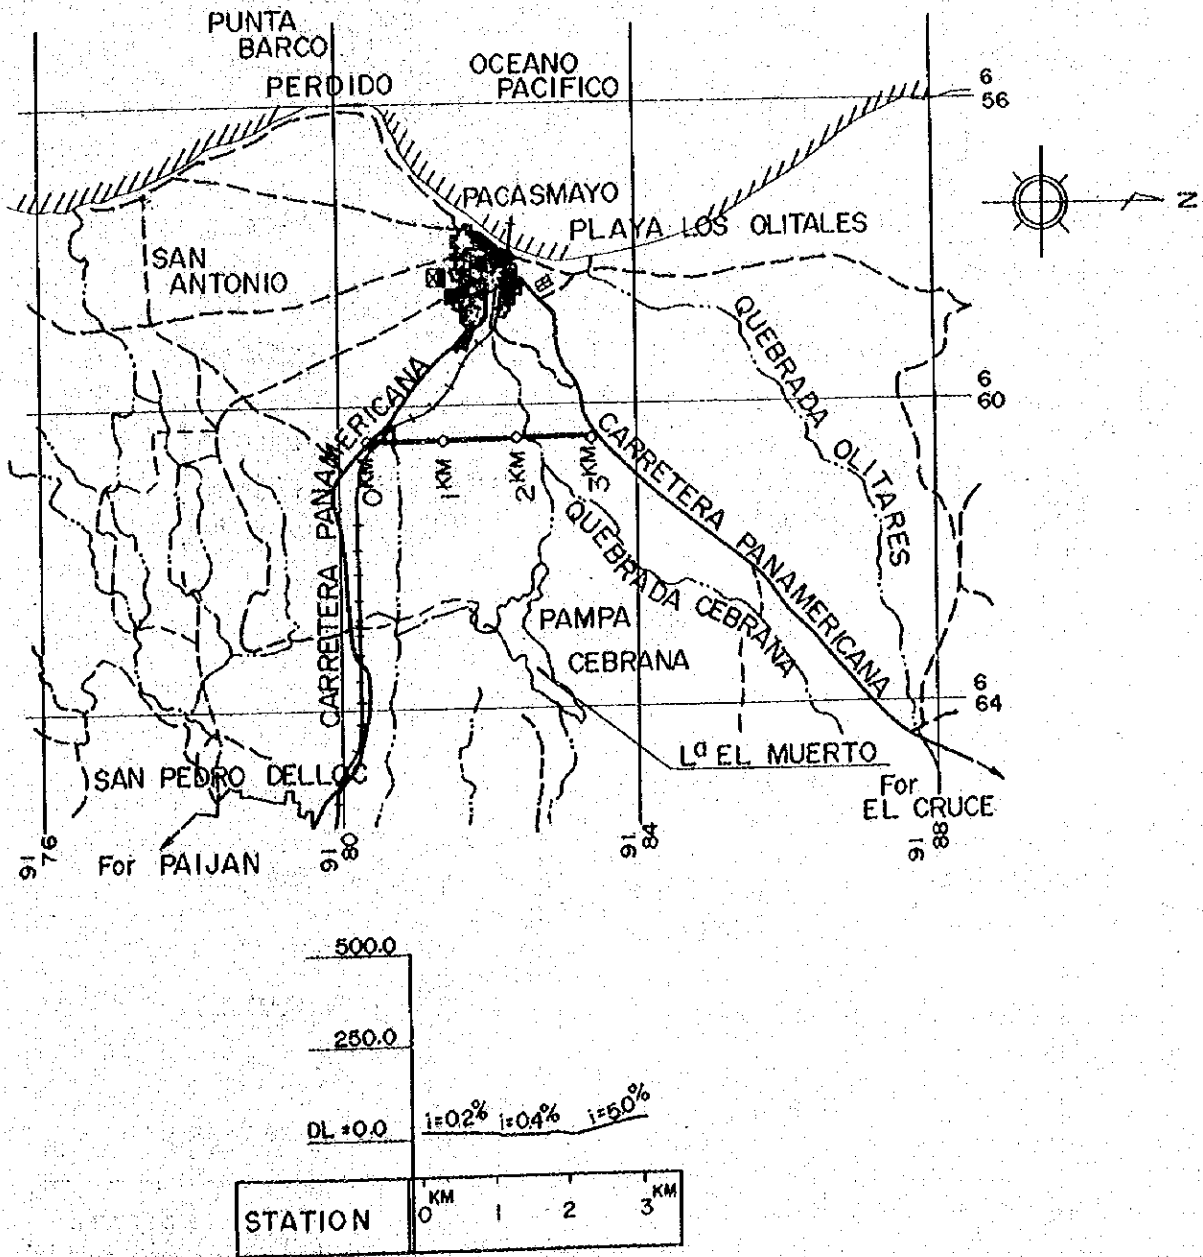 PUNTA
BARCO
PERDIDO
OCEANO
PACIFICO
6
56
PACASMAYO
PLAYA LOS OLITALES
N
SAN
ANTONIO
QUEBRADA OLITARES
6
60
CARRETERA PANAMERICANA
CARRETERA PANAMERICANA
0KM
1KM
2KM
3KM
QUEBRADA CEBRANA
PAMPA
CEBRANA
6
64
La EL MUERTO
SAN PEDRO DELLOC
For
EL CRUCE
For PAIJAN
91
76
91
80
91
84
91
88
500.0
250.0
DL=0.0
i=0.2%
i=0.4%
i=5.0%
STATION
0KM
1
2
3KM